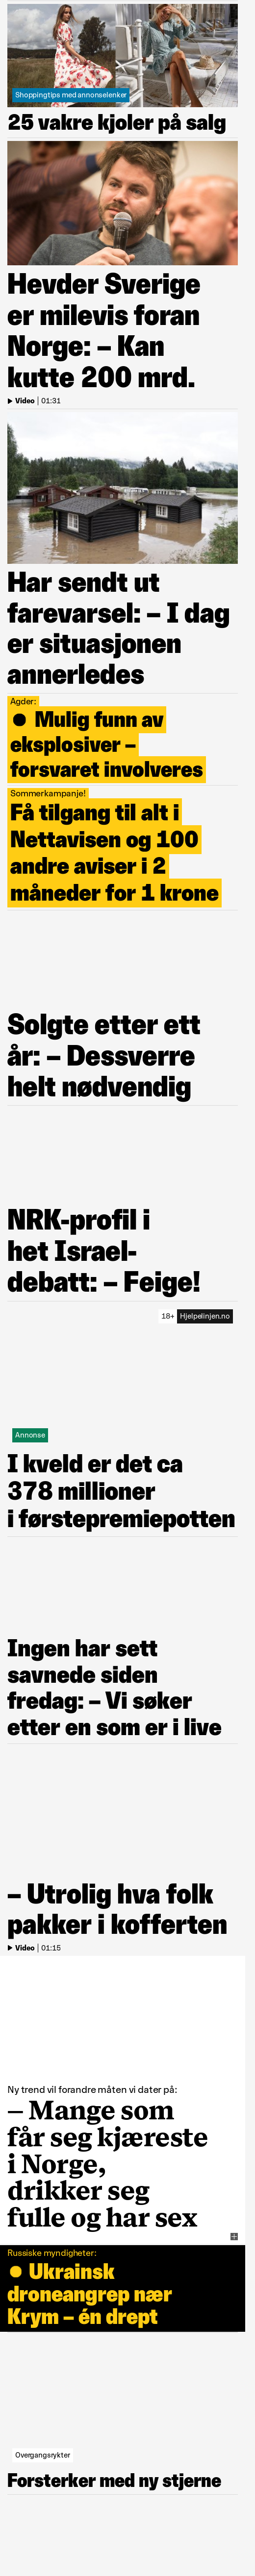 Shoppingtips med annonselenker
25 vakre kjoler på salg
Hevder Sverige
er milevis foran
Norge: – Kan
kutte 200 mrd.
Video | 01:31
Har sendt ut
farevarsel: – I dag
er situasjonen
annerledes
Agder:
Mulig funn av
eksplosiver –
forsvaret involveres
Sommerkampanje!
Få tilgang til alt i
Nettavisen og 100
andre aviser i 2
måneder for 1 krone
Solgte etter ett
år: – Dessverre
helt nødvendig
NRK-profil i
het Israel-
debatt: – Feige!
18+ Hjelpelinjen.no
Annonse
I kveld er det ca
378 millioner
i førstepremiepotten
Ingen har sett
savnede siden
fredag: – Vi søker
etter en som er i live
– Utrolig hva folk
pakker i kofferten
Video | 01:15
Ny trend vil forandre måten vi dater på:
– Mange som
får seg kjæreste
i Norge,
drikker seg
fulle og har sex
Russiske myndigheter:
Ukrainsk
droneangrep nær
Krym – én drept
Overgangsrykter
Forsterker med ny stjerne